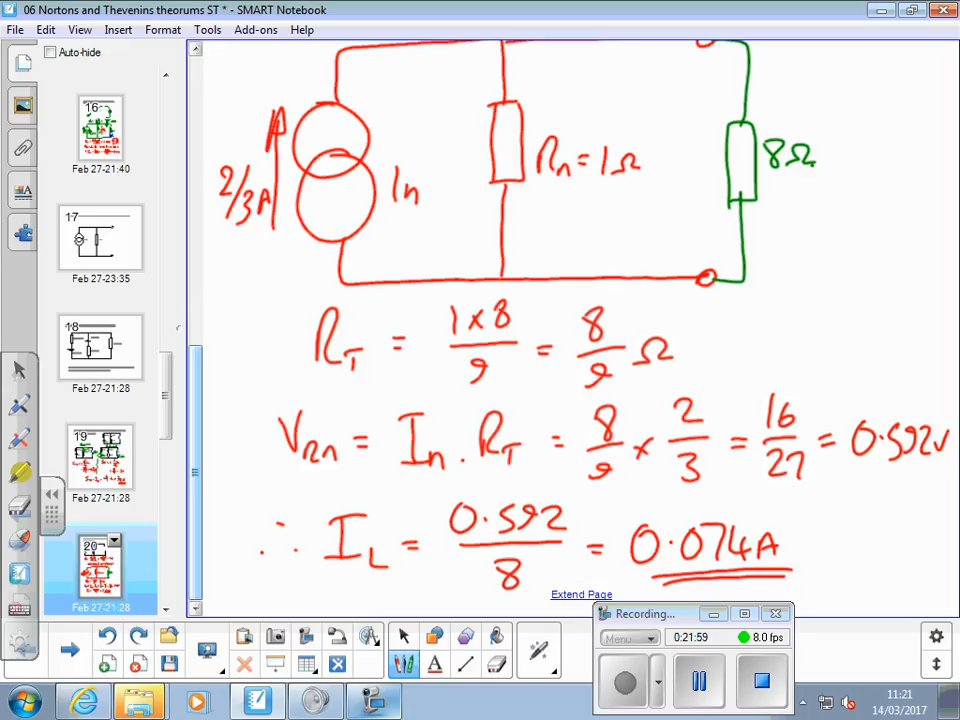 06 Nortons and Thevenins theorums ST * - SMART Notebook
File Edit View Insert Format Tools Add-ons Help
Auto-hide
16
Feb 27-21:40
17
Feb 27-23:35
18
Feb 27-21:28
19
Feb 27-21:28
20
Feb 27-21:28
2/3A
In
Rn = 1Ω
8Ω
RT = 1 x 8 / 9 = 8/9 Ω
VRn = In . RT = 8/9 x 2/3 = 16/27 = 0.592V
∴ IL = 0.592/8 = 0.074A
Extend Page
Recording...
Menu
0:21:59
8.0 fps
11:21
14/03/2017